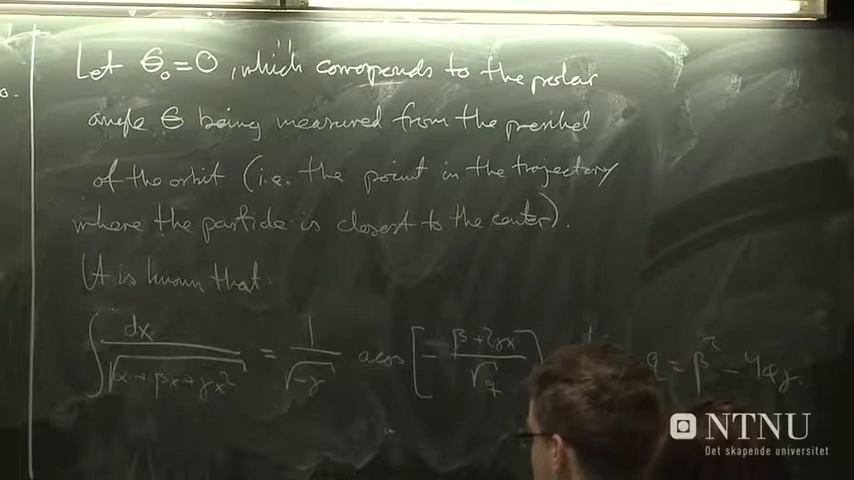 o.
Let Θ₀ = 0, which corresponds to the polar
angle Θ being measured from the perihel
of the orbit (i.e. the point in the trajectory
where the particle is closest to the center).
It is known that
∫ dx / √(α + βx + γx²) = 1/√(-γ) acos [ - (β + 2γx)/√q ] q = β² - 4αγ.
NTNU
Det skapende universitet